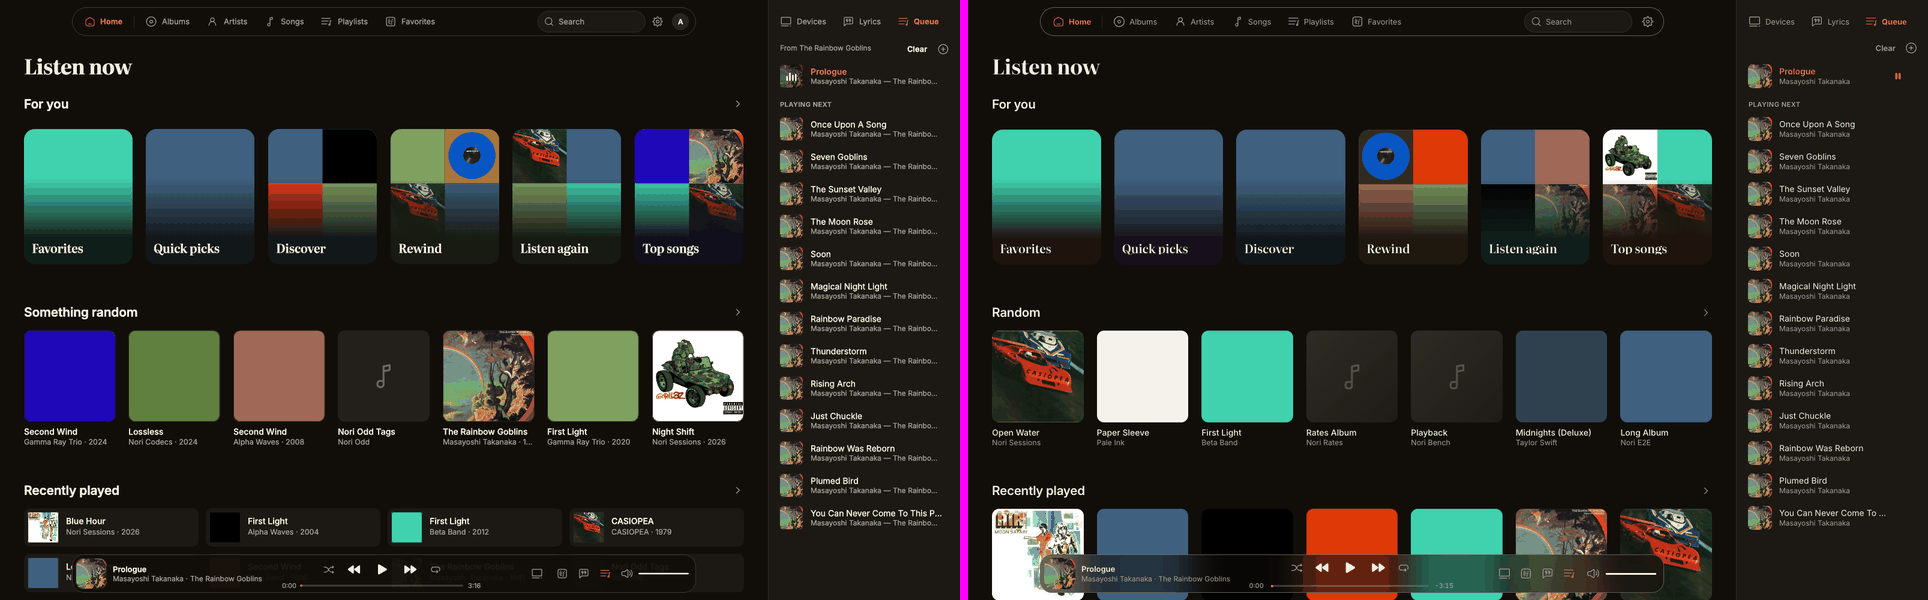 Home Albums Artists Songs Playlists Favorites Search A
Listen now
For you
Favorites Quick picks Discover Rewind Listen again Top songs
Something random
Second Wind Lossless Second Wind Nori Odd Tags The Rainbow Goblins First Light Night Shift
Gamma Ray Trio · 2024 Nori Codecs · 2024 Alpha Waves · 2008 Nori Odd Masayoshi Takanaka · 1... Gamma Ray Trio · 2020 Nori Sessions · 2026
Recently played
Blue Hour First Light First Light CASIOPEA
Nori Sessions · 2026 Alpha Waves · 2004 Beta Band · 2012 CASIOPEA · 1979
Prologue
Masayoshi Takanaka · The Rainbow Goblins
0:00 3:16
Devices Lyrics Queue
From The Rainbow Goblins Clear
Prologue
Masayoshi Takanaka — The Rainbo...
PLAYING NEXT
Once Upon A Song
Masayoshi Takanaka — The Rainbo...
Seven Goblins
Masayoshi Takanaka — The Rainbo...
The Sunset Valley
Masayoshi Takanaka — The Rainbo...
The Moon Rose
Masayoshi Takanaka — The Rainbo...
Soon
Masayoshi Takanaka — The Rainbo...
Magical Night Light
Masayoshi Takanaka — The Rainbo...
Rainbow Paradise
Masayoshi Takanaka — The Rainbo...
Thunderstorm
Masayoshi Takanaka — The Rainbo...
Rising Arch
Masayoshi Takanaka — The Rainbo...
Just Chuckle
Masayoshi Takanaka — The Rainbo...
Rainbow Was Reborn
Masayoshi Takanaka — The Rainbo...
Plumed Bird
Masayoshi Takanaka — The Rainbo...
You Can Never Come To This P...
Masayoshi Takanaka — The Rainbo...
Home Albums Artists Songs Playlists Favorites Search
Listen now
For you
Favorites Quick picks Discover Rewind Listen again Top songs
Random
Open Water Paper Sleeve First Light Rates Album Playback Midnights (Deluxe) Long Album
Nori Sessions Pale Ink Beta Band Nori Rates Nori Bench Taylor Swift Nori E2E
Recently played
Prologue
Masayoshi Takanaka · The Rainbow Goblins
0:00 -3:15
Devices Lyrics Queue
Clear
Prologue
Masayoshi Takanaka
PLAYING NEXT
Once Upon A Song
Masayoshi Takanaka
Seven Goblins
Masayoshi Takanaka
The Sunset Valley
Masayoshi Takanaka
The Moon Rose
Masayoshi Takanaka
Soon
Masayoshi Takanaka
Magical Night Light
Masayoshi Takanaka
Rainbow Paradise
Masayoshi Takanaka
Thunderstorm
Masayoshi Takanaka
Rising Arch
Masayoshi Takanaka
Just Chuckle
Masayoshi Takanaka
Rainbow Was Reborn
Masayoshi Takanaka
Plumed Bird
Masayoshi Takanaka
You Can Never Come To ...
Masayoshi Takanaka